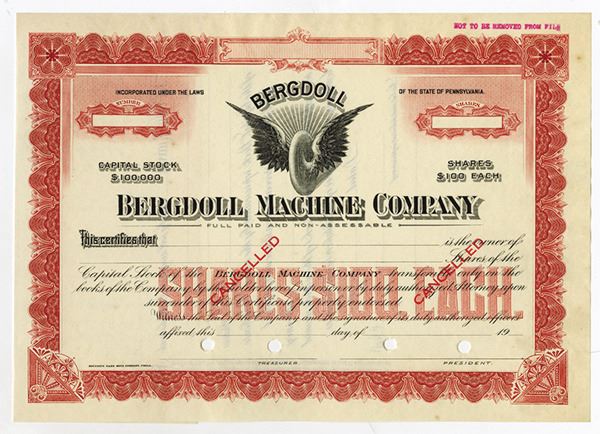 NOT TO BE REMOVED FROM FILE
INCORPORATED UNDER THE LAWS
OF THE STATE OF PENNSYLVANIA.
NUMBER
SHARES
BERGDOLL
CAPITAL STOCK
$100,000
SHARES
$100 EACH
BERGDOLL MACHINE COMPANY
FULL PAID AND NON-ASSESSABLE
This certifies that
is the owner of
Shares of the
Capital Stock of the BERGDOLL MACHINE COMPANY transferable only on the
books of the Company by the holder hereof in person or by duly authorized Attorney upon
surrender of this Certificate properly endorsed.
Witness the seal of the company and the signatures of its duly authorized officers
affixed this day of 19
CANCELLED
CANCELLED
SHARES $100. EACH.
TREASURER.
PRESIDENT.